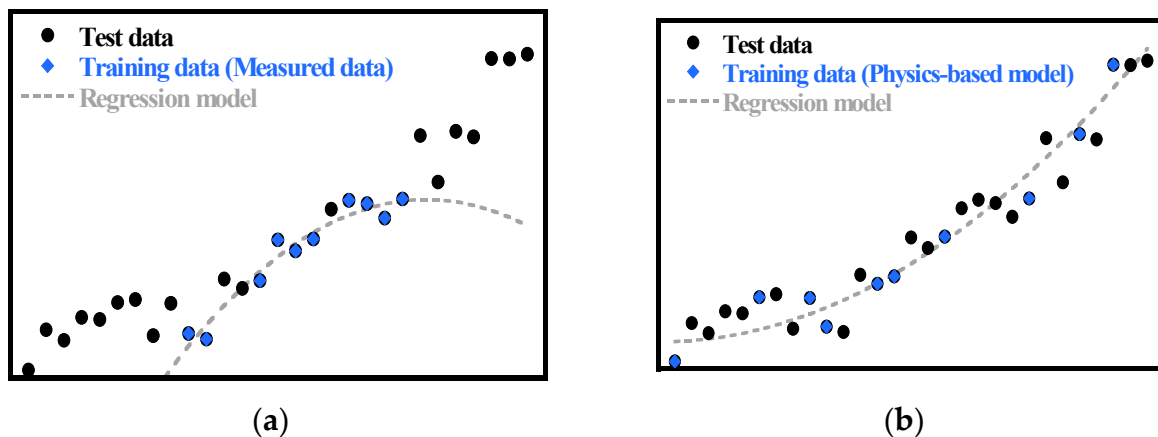 Test data
Training data (Measured data)
Regression model
Test data
Training data (Physics-based model)
Regression model
(a)
(b)